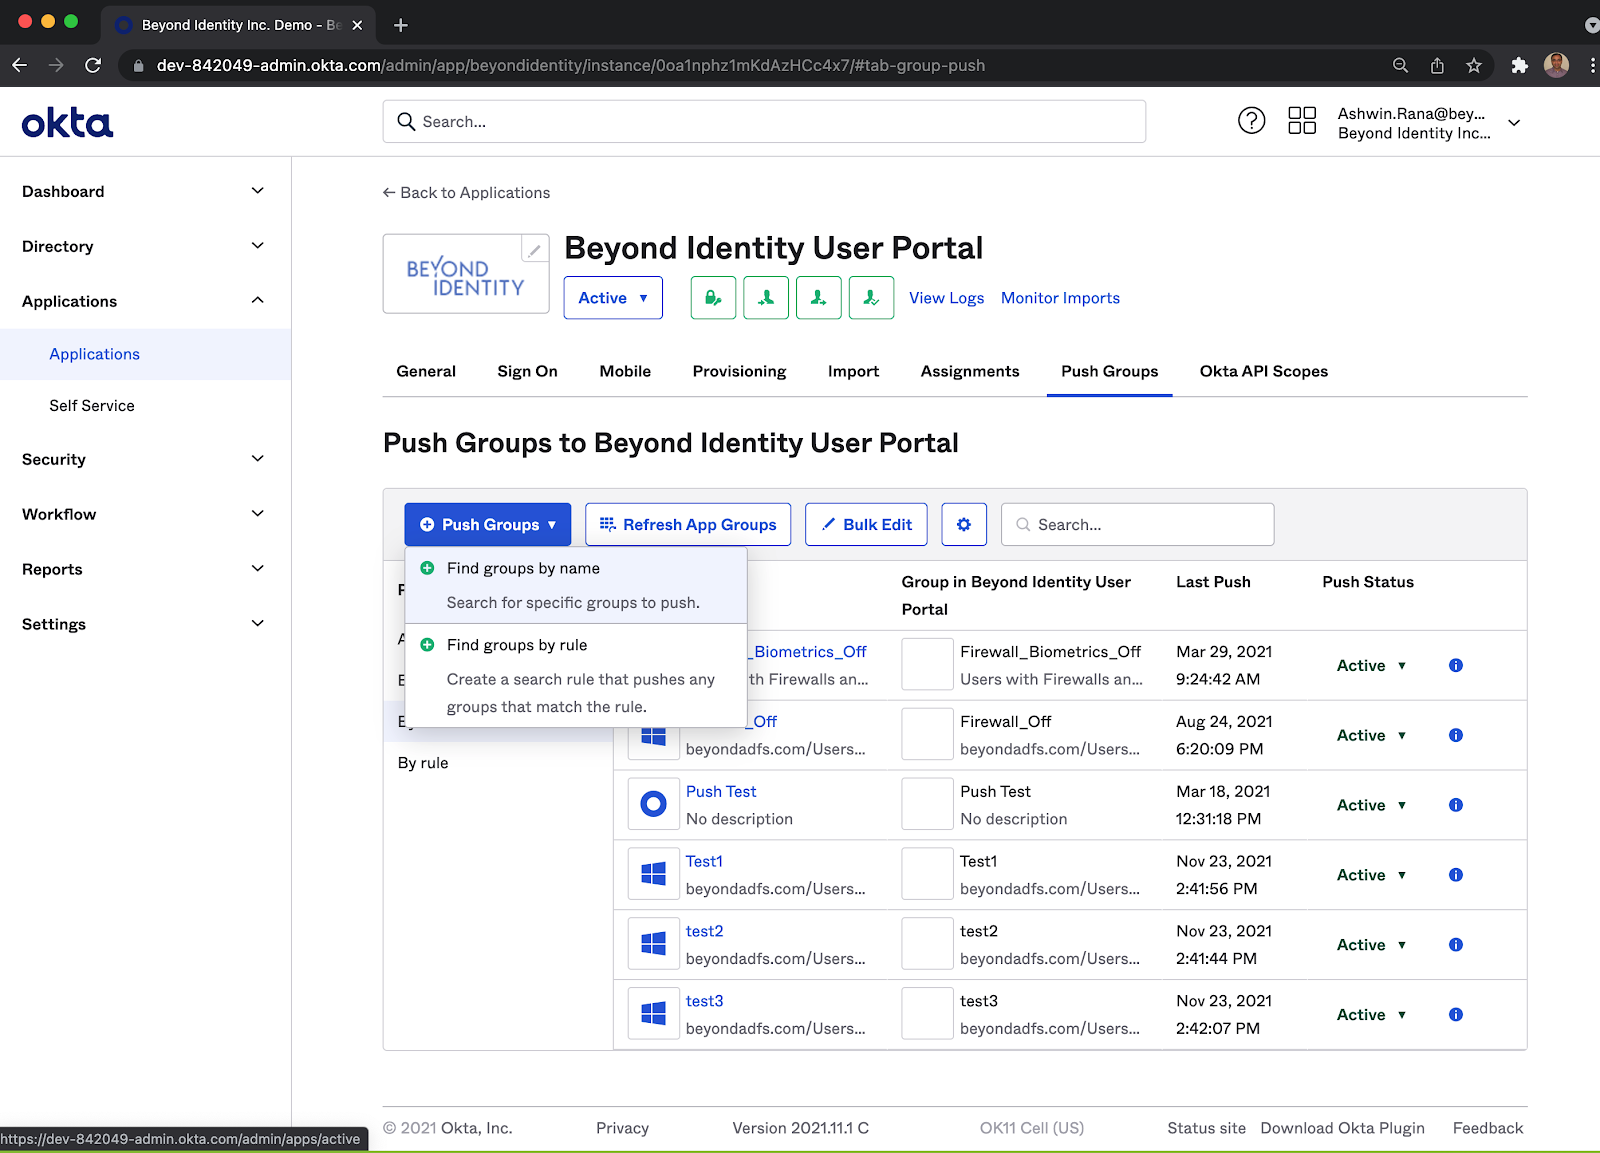 Beyond Identity Inc. Demo - Be
dev-842049-admin.okta.com/admin/app/beyondidentity/instance/0oa1nphz1mKdAzHCc4x7/#tab-group-push
okta
Search...
Ashwin.Rana@bey...
Beyond Identity Inc...
Dashboard
Directory
Applications
Applications
Self Service
Security
Workflow
Reports
Settings
← Back to Applications
BEYOND
IDENTITY
Beyond Identity User Portal
Active
View Logs
Monitor Imports
General
Sign On
Mobile
Provisioning
Import
Assignments
Push Groups
Okta API Scopes
Push Groups to Beyond Identity User Portal
Push Groups
Refresh App Groups
Bulk Edit
Search...
Find groups by name
Search for specific groups to push.
Find groups by rule
Create a search rule that pushes any
groups that match the rule.
By rule
Group in Beyond Identity User
Portal
Last Push
Push Status
_Biometrics_Off
th Firewalls an...
Firewall_Biometrics_Off
Users with Firewalls an...
Mar 29, 2021
9:24:42 AM
Active
_Off
beyondadfs.com/Users...
Firewall_Off
beyondadfs.com/Users...
Aug 24, 2021
6:20:09 PM
Active
Push Test
No description
Push Test
No description
Mar 18, 2021
12:31:18 PM
Active
Test1
beyondadfs.com/Users...
Test1
beyondadfs.com/Users...
Nov 23, 2021
2:41:56 PM
Active
test2
beyondadfs.com/Users...
test2
beyondadfs.com/Users...
Nov 23, 2021
2:41:44 PM
Active
test3
beyondadfs.com/Users...
test3
beyondadfs.com/Users...
Nov 23, 2021
2:42:07 PM
Active
© 2021 Okta, Inc.
Privacy
Version 2021.11.1 C
OK11 Cell (US)
Status site
Download Okta Plugin
Feedback
https://dev-842049-admin.okta.com/admin/apps/active